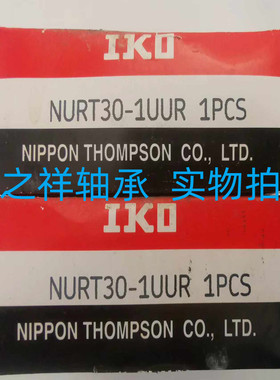 IKO
NURT30-1UUR 1PCS
NIPPON THOMPSON CO., LTD.
之祥轴承 实物拍
IKO
NURT30-1UUR 1PCS
NIPPON THOMPSON CO., LTD.